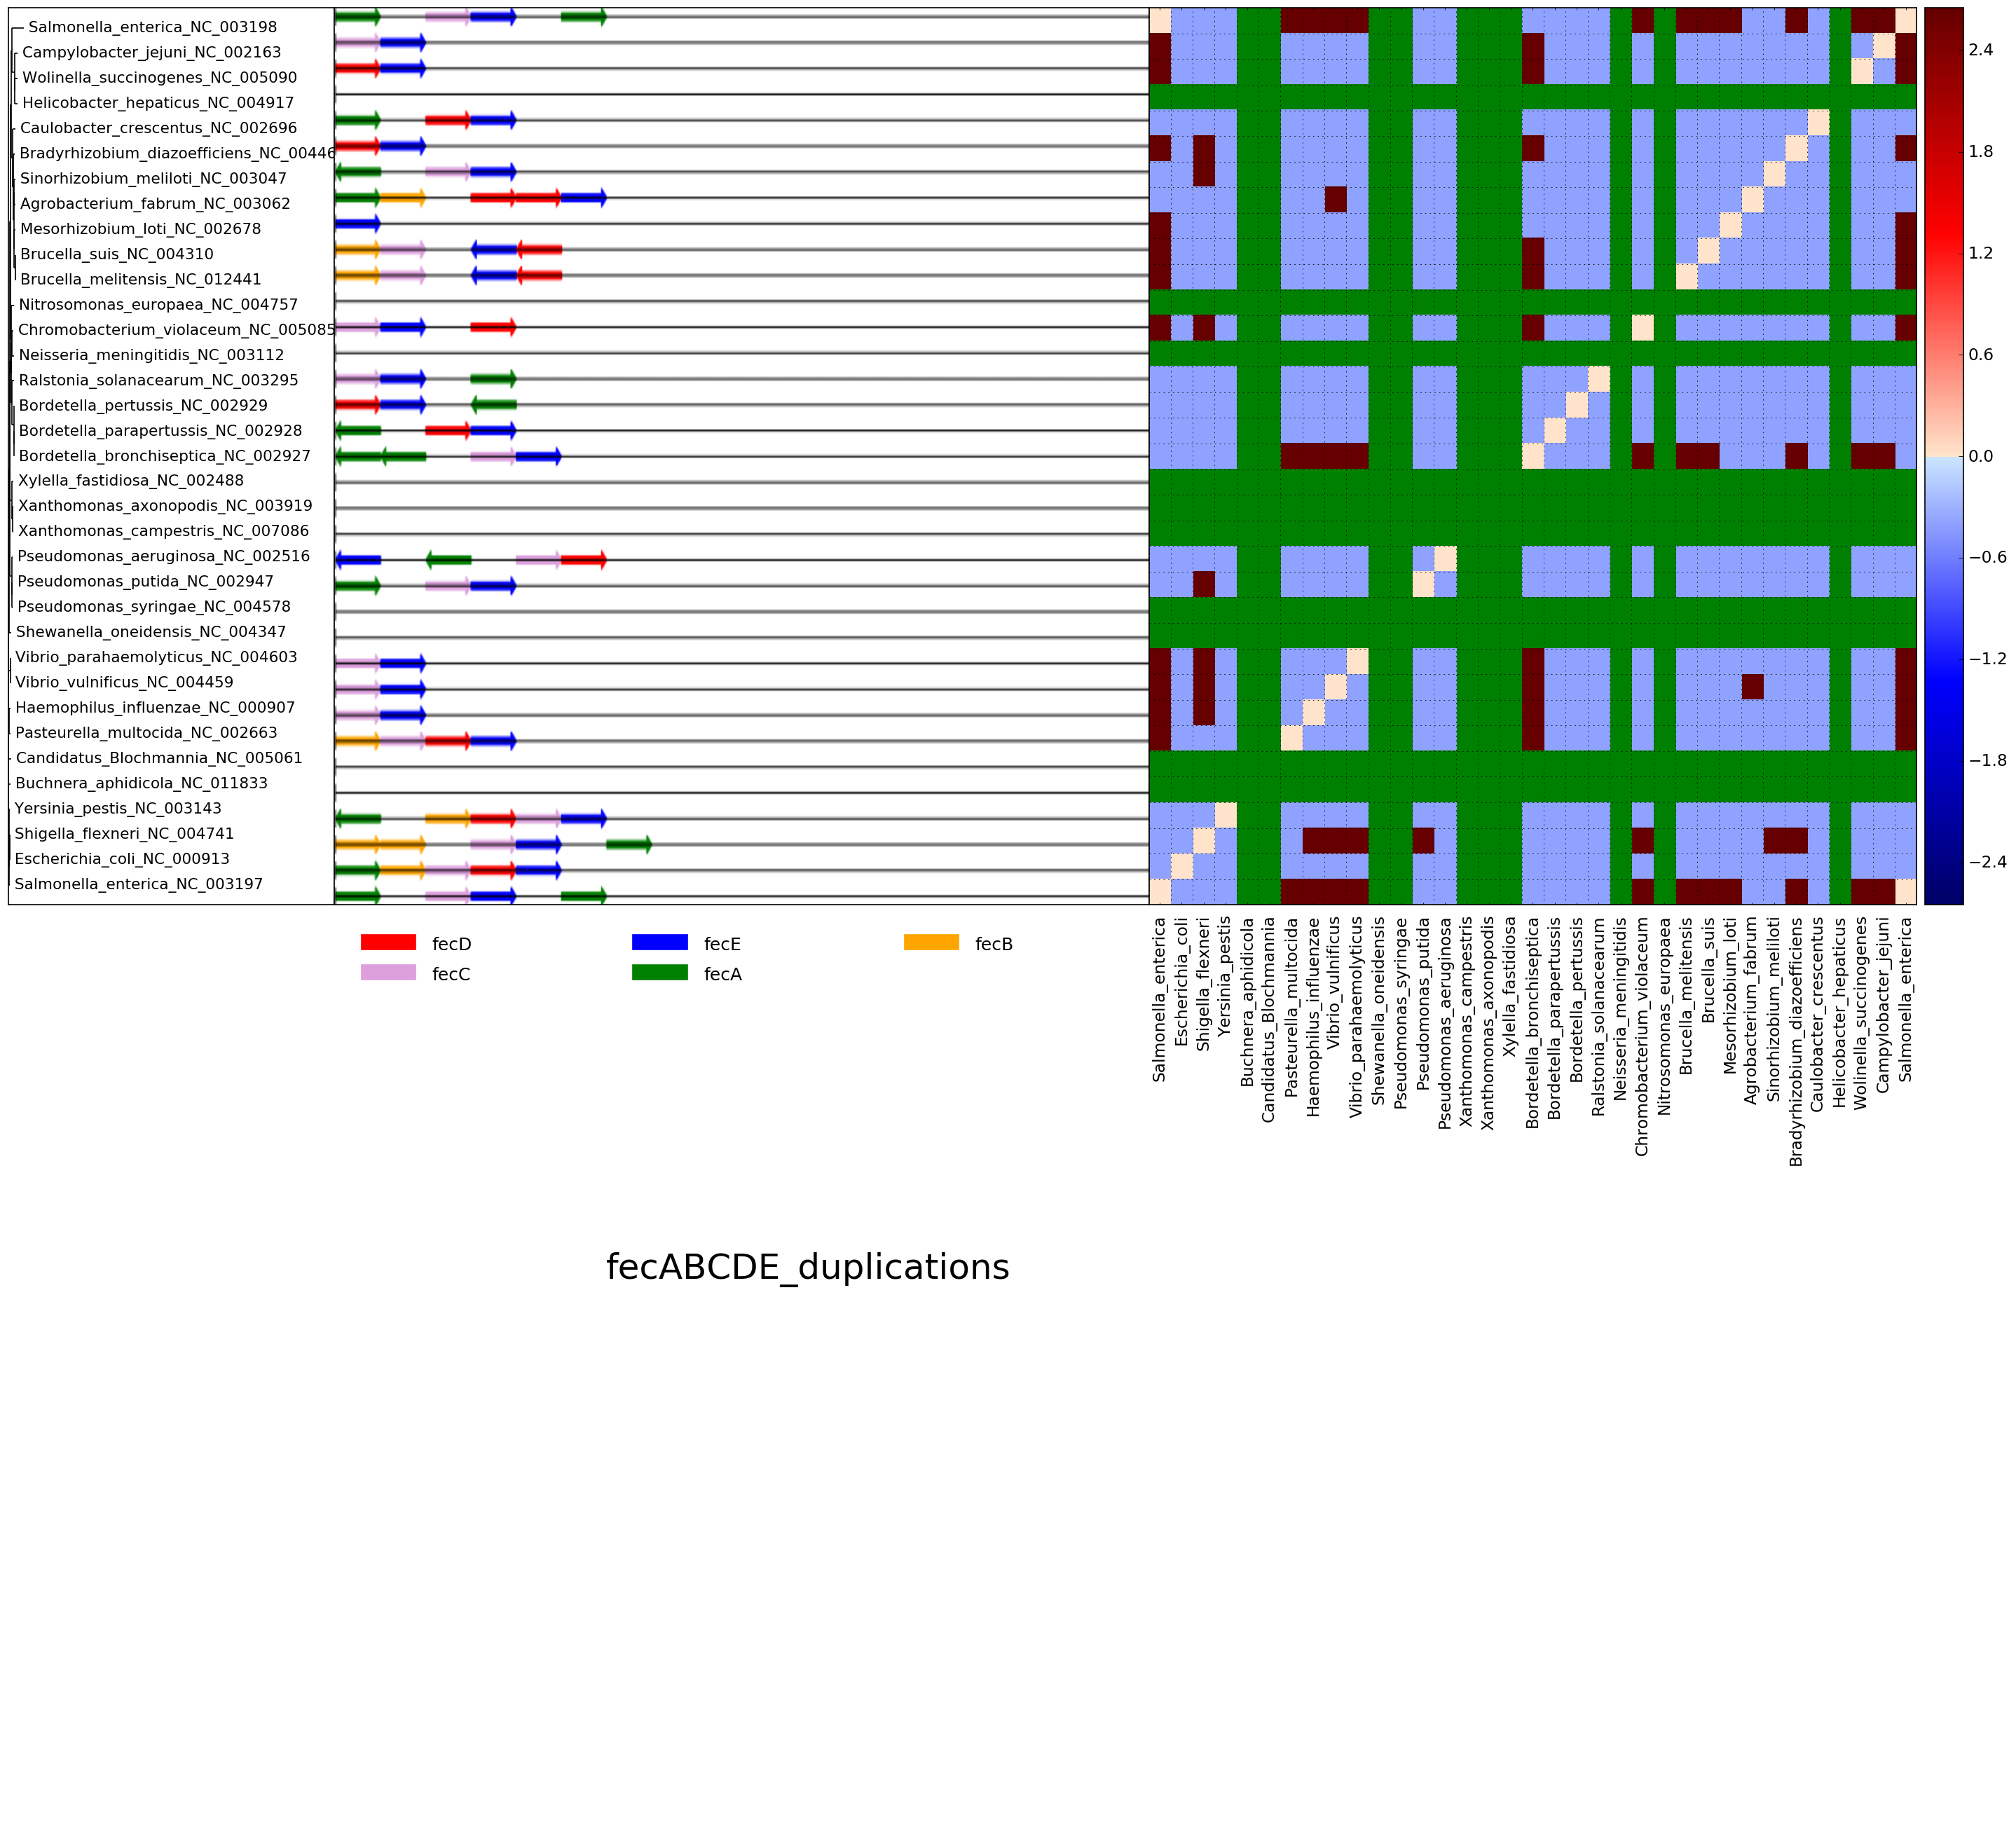 Salmonella_enterica_NC_003198
Campylobacter_jejuni_NC_002163
Wolinella_succinogenes_NC_005090
Helicobacter_hepaticus_NC_004917
Caulobacter_crescentus_NC_002696
Bradyrhizobium_diazoefficiens_NC_00446
Sinorhizobium_meliloti_NC_003047
Agrobacterium_fabrum_NC_003062
Mesorhizobium_loti_NC_002678
Brucella_suis_NC_004310
Brucella_melitensis_NC_012441
Nitrosomonas_europaea_NC_004757
Chromobacterium_violaceum_NC_005085
Neisseria_meningitidis_NC_003112
Ralstonia_solanacearum_NC_003295
Bordetella_pertussis_NC_002929
Bordetella_parapertussis_NC_002928
Bordetella_bronchiseptica_NC_002927
Xylella_fastidiosa_NC_002488
Xanthomonas_axonopodis_NC_003919
Xanthomonas_campestris_NC_007086
Pseudomonas_aeruginosa_NC_002516
Pseudomonas_putida_NC_002947
Pseudomonas_syringae_NC_004578
Shewanella_oneidensis_NC_004347
Vibrio_parahaemolyticus_NC_004603
Vibrio_vulnificus_NC_004459
Haemophilus_influenzae_NC_000907
Pasteurella_multocida_NC_002663
Candidatus_Blochmannia_NC_005061
Buchnera_aphidicola_NC_011833
Yersinia_pestis_NC_003143
Shigella_flexneri_NC_004741
Escherichia_coli_NC_000913
Salmonella_enterica_NC_003197
2.4
1.8
1.2
0.6
0.0
−0.6
−1.2
−1.8
−2.4
Salmonella_enterica
Escherichia_coli
Shigella_flexneri
Yersinia_pestis
Buchnera_aphidicola
Candidatus_Blochmannia
Pasteurella_multocida
Haemophilus_influenzae
Vibrio_vulnificus
Vibrio_parahaemolyticus
Shewanella_oneidensis
Pseudomonas_syringae
Pseudomonas_putida
Pseudomonas_aeruginosa
Xanthomonas_campestris
Xanthomonas_axonopodis
Xylella_fastidiosa
Bordetella_bronchiseptica
Bordetella_parapertussis
Bordetella_pertussis
Ralstonia_solanacearum
Neisseria_meningitidis
Chromobacterium_violaceum
Nitrosomonas_europaea
Brucella_melitensis
Brucella_suis
Mesorhizobium_loti
Agrobacterium_fabrum
Sinorhizobium_meliloti
Bradyrhizobium_diazoefficiens
Caulobacter_crescentus
Helicobacter_hepaticus
Wolinella_succinogenes
Campylobacter_jejuni
Salmonella_enterica
fecD fecE fecB
fecC fecA
fecABCDE_duplications